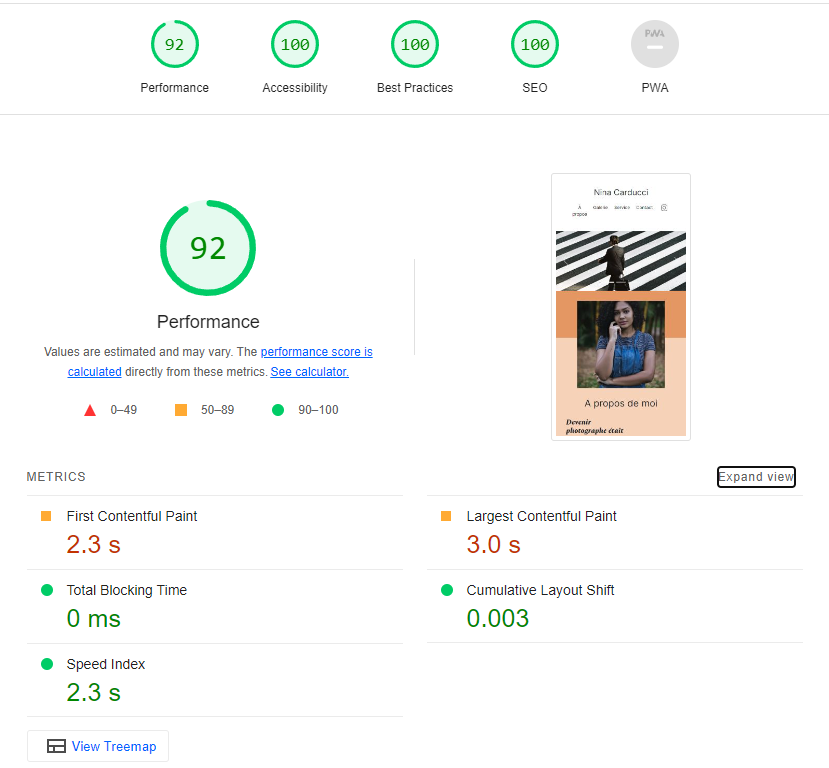 92
100
100
100
PWA
Performance
Accessibility
Best Practices
SEO
PWA
92
Performance
Values are estimated and may vary. The performance score is
calculated directly from these metrics. See calculator.
0–49
50–89
90–100
Nina Carducci
À propos
Galerie
Service
Contact
A propos de moi
Devenir
photographe était
METRICS
Expand view
First Contentful Paint
2.3 s
Largest Contentful Paint
3.0 s
Total Blocking Time
0 ms
Cumulative Layout Shift
0.003
Speed Index
2.3 s
View Treemap